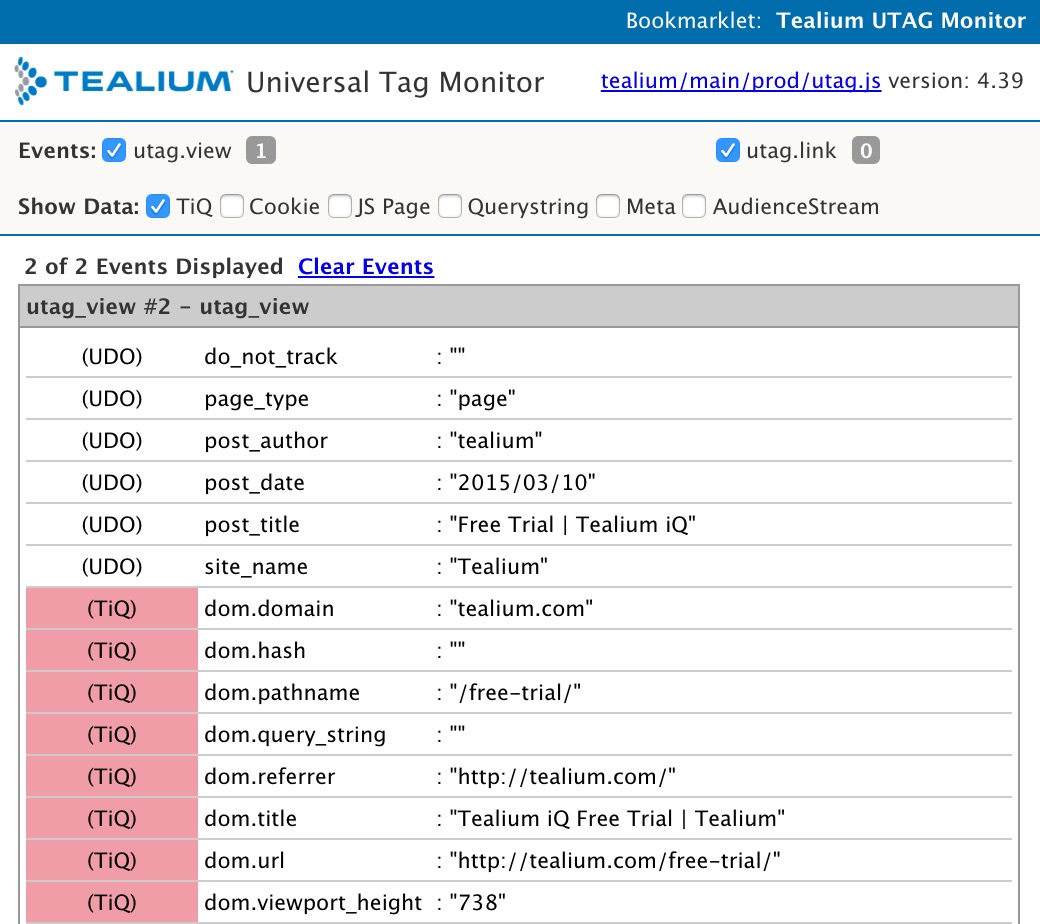 Bookmarklet: Tealium UTAG Monitor
TEALIUM Universal Tag Monitor tealium/main/prod/utag.js version: 4.39
Events: utag.view 1 utag.link 0
Show Data: TiQ Cookie JS Page Querystring Meta AudienceStream
2 of 2 Events Displayed Clear Events
utag_view #2 - utag_view
(UDO) do_not_track : ""
(UDO) page_type : "page"
(UDO) post_author : "tealium"
(UDO) post_date : "2015/03/10"
(UDO) post_title : "Free Trial | Tealium iQ"
(UDO) site_name : "Tealium"
(TiQ) dom.domain : "tealium.com"
(TiQ) dom.hash : ""
(TiQ) dom.pathname : "/free-trial/"
(TiQ) dom.query_string : ""
(TiQ) dom.referrer : "http://tealium.com/"
(TiQ) dom.title : "Tealium iQ Free Trial | Tealium"
(TiQ) dom.url : "http://tealium.com/free-trial/"
(TiQ) dom.viewport_height : "738"